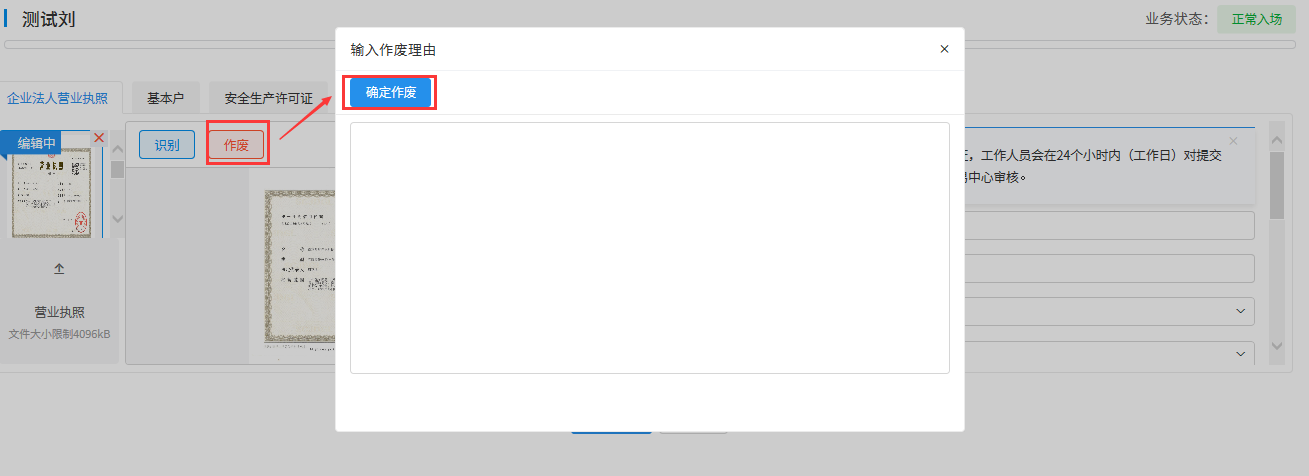 测试刘
业务状态：
正常入场
输入作废理由
×
确定作废
企业法人营业执照
基本户
安全生产许可证
编辑中
识别
作废
，工作人员会在24个小时内（工作日）对提交
中心审核。
营业执照
文件大小限制4096kB